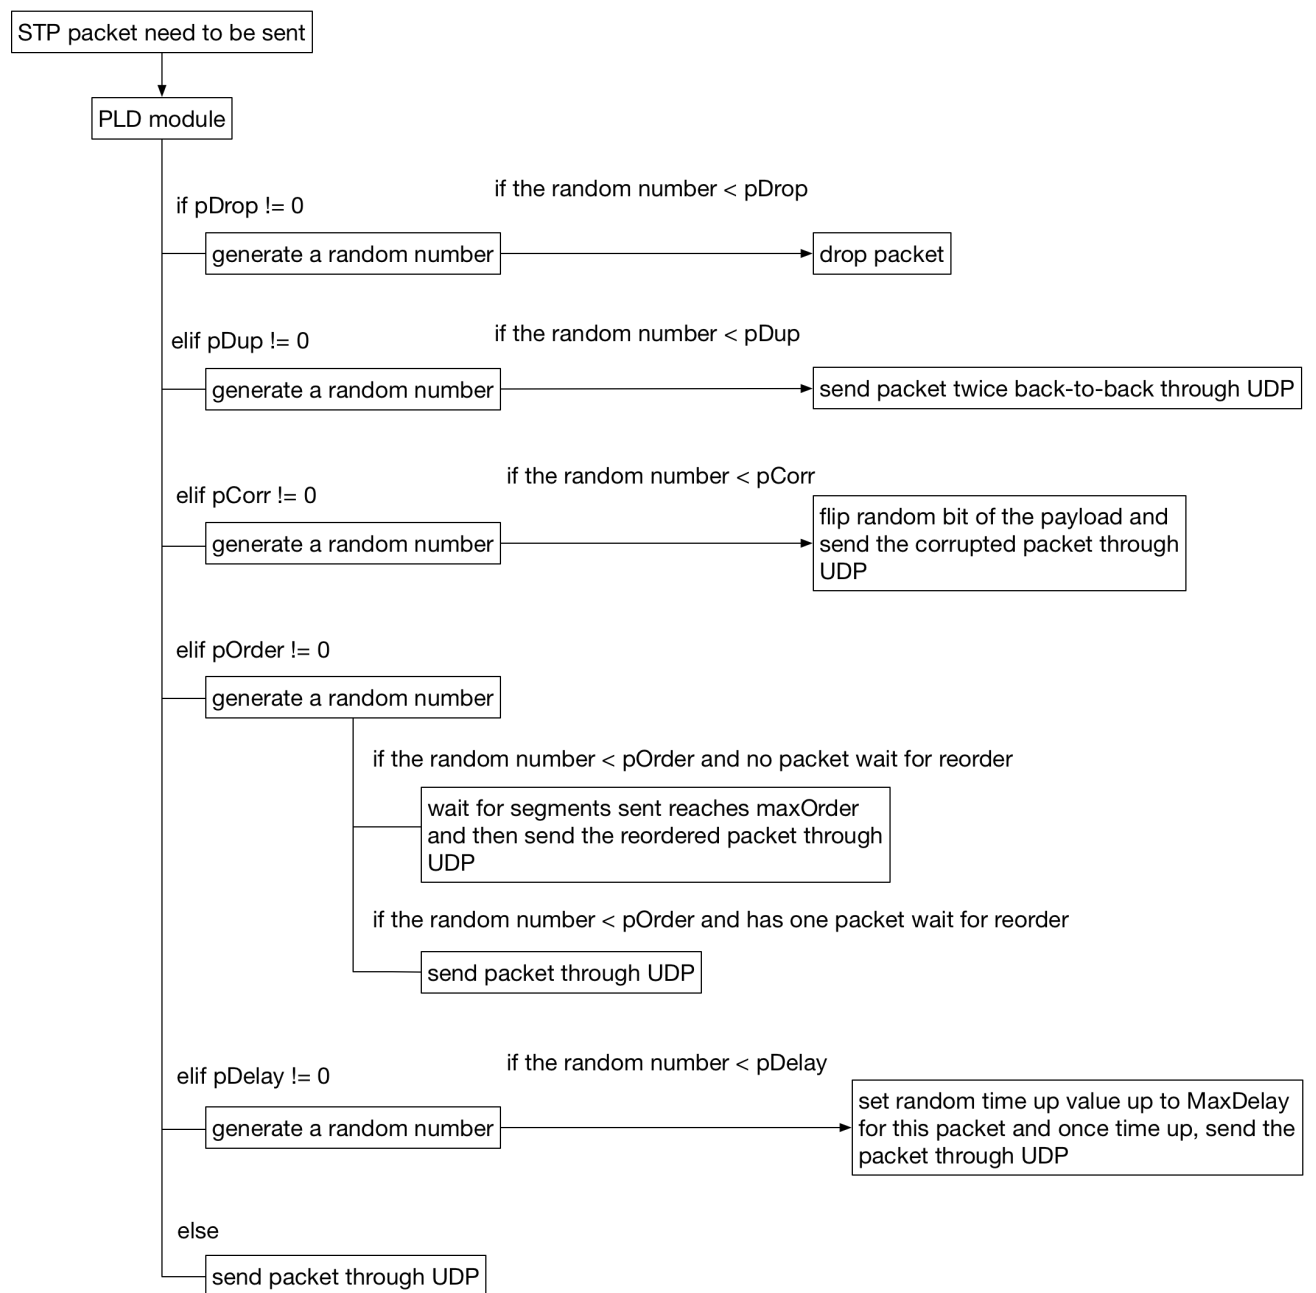 STP packet need to be sent
PLD module
if the random number < pDrop
if pDrop != 0
generate a random number
drop packet
if the random number < pDup
elif pDup != 0
generate a random number
send packet twice back-to-back through UDP
if the random number < pCorr
elif pCorr != 0
generate a random number
flip random bit of the payload and
send the corrupted packet through
UDP
elif pOrder != 0
generate a random number
if the random number < pOrder and no packet wait for reorder
wait for segments sent reaches maxOrder
and then send the reordered packet through
UDP
if the random number < pOrder and has one packet wait for reorder
send packet through UDP
if the random number < pDelay
elif pDelay != 0
generate a random number
set random time up value up to MaxDelay
for this packet and once time up, send the
packet through UDP
else
send packet through UDP